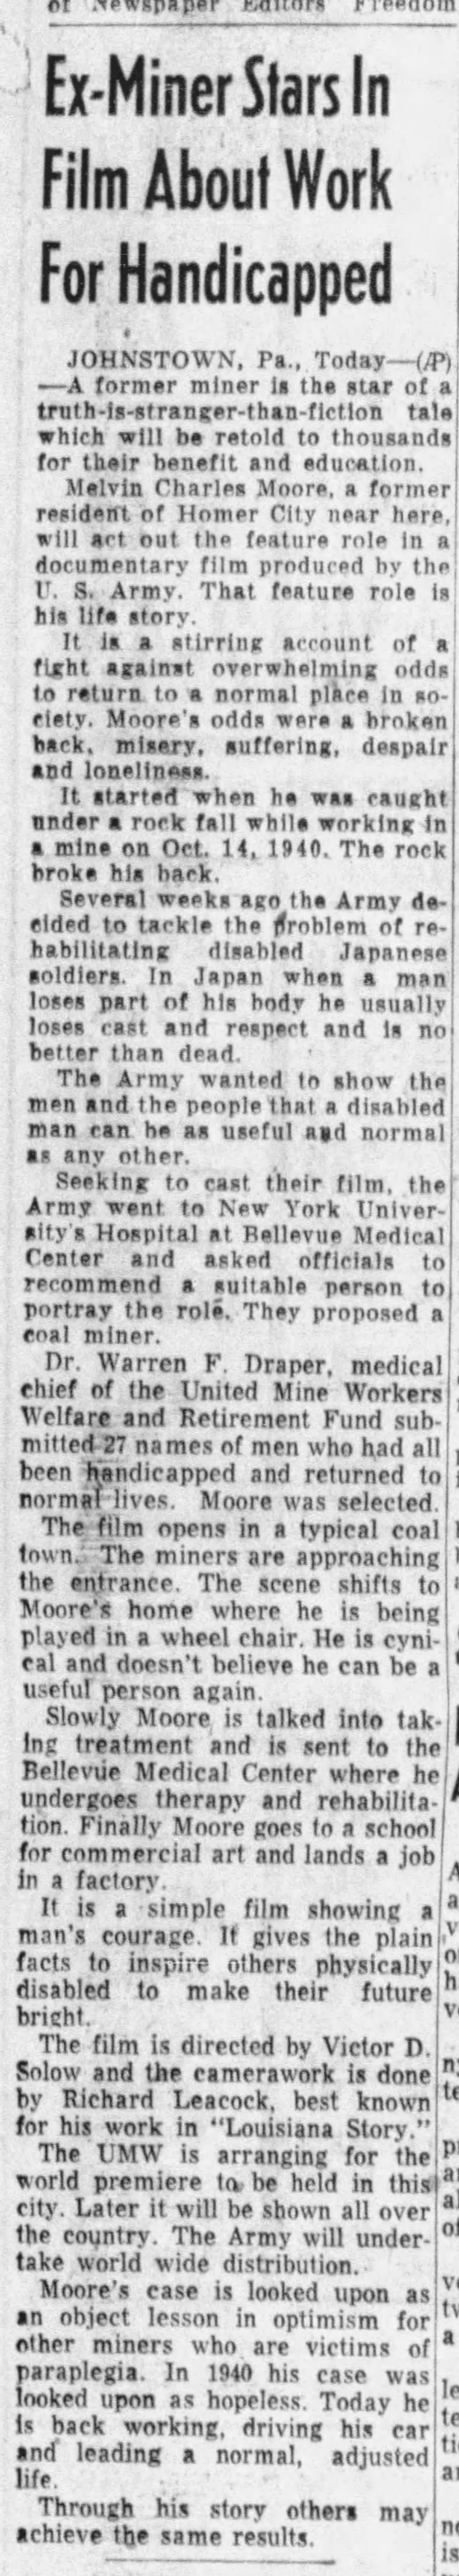 of Newspaper Editors Freedom
Ex-Miner Stars In
Film About Work
For Handicapped
JOHNSTOWN, Pa., Today—(AP)
—A former miner is the star of a
truth-is-stranger-than-fiction tale
which will be retold to thousands
for their benefit and education.
Melvin Charles Moore, a former
resident of Homer City near here,
will act out the feature role in a
documentary film produced by the
U. S. Army. That feature role is
his life story.
It is a stirring account of a
fight against overwhelming odds
to return to a normal place in so-
ciety. Moore's odds were a broken
back, misery, suffering, despair
and loneliness.
It started when he was caught
under a rock fall while working in
a mine on Oct. 14, 1940. The rock
broke his back.
Several weeks ago the Army de-
cided to tackle the problem of re-
habilitating disabled Japanese
soldiers. In Japan when a man
loses part of his body he usually
loses cast and respect and is no
better than dead.
The Army wanted to show the
men and the people that a disabled
man can be as useful and normal
as any other.
Seeking to cast their film, the
Army went to New York Univer-
sity's Hospital at Bellevue Medical
Center and asked officials to
recommend a suitable person to
portray the role. They proposed a
coal miner.
Dr. Warren F. Draper, medical
chief of the United Mine Workers
Welfare and Retirement Fund sub-
mitted 27 names of men who had all
been handicapped and returned to
normal lives. Moore was selected.
The film opens in a typical coal
town. The miners are approaching
the entrance. The scene shifts to
Moore's home where he is being
played in a wheel chair. He is cyni-
cal and doesn't believe he can be a
useful person again.
Slowly Moore is talked into tak-
ing treatment and is sent to the
Bellevue Medical Center where he
undergoes therapy and rehabilita-
tion. Finally Moore goes to a school
for commercial art and lands a job
in a factory.
It is a simple film showing a
man's courage. It gives the plain
facts to inspire others physically
disabled to make their future
bright.
The film is directed by Victor D.
Solow and the camerawork is done
by Richard Leacock, best known
for his work in "Louisiana Story."
The UMW is arranging for the
world premiere to be held in this
city. Later it will be shown all over
the country. The Army will under-
take world wide distribution.
Moore's case is looked upon as
an object lesson in optimism for
other miners who are victims of
paraplegia. In 1940 his case was
looked upon as hopeless. Today he
is back working, driving his car
and leading a normal, adjusted
life.
Through his story others may
achieve the same results.